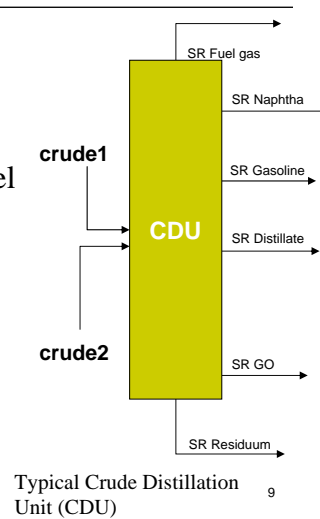 SR Fuel gas
SR Naphtha
crude1
el
SR Gasoline
CDU
SR Distillate
crude2
SR GO
SR Residuum
Typical Crude Distillation
Unit (CDU)
9